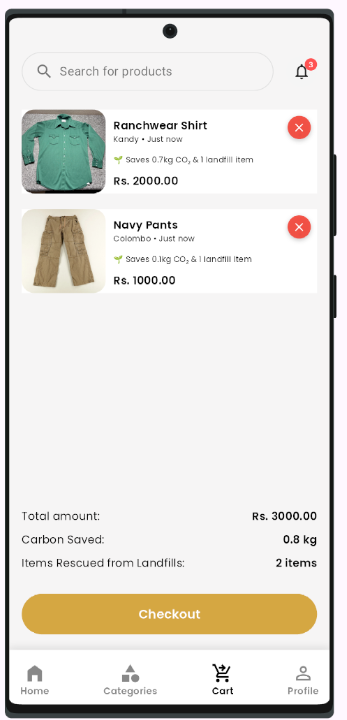 Search for products
3
Ranchwear Shirt
Kandy • Just now
🌱 Saves 0.7kg CO₂ & 1 landfill item
Rs. 2000.00
Navy Pants
Colombo • Just now
🌱 Saves 0.1kg CO₂ & 1 landfill item
Rs. 1000.00
Total amount: Rs. 3000.00
Carbon Saved: 0.8 kg
Items Rescued from Landfills: 2 items
Checkout
Home Categories Cart Profile